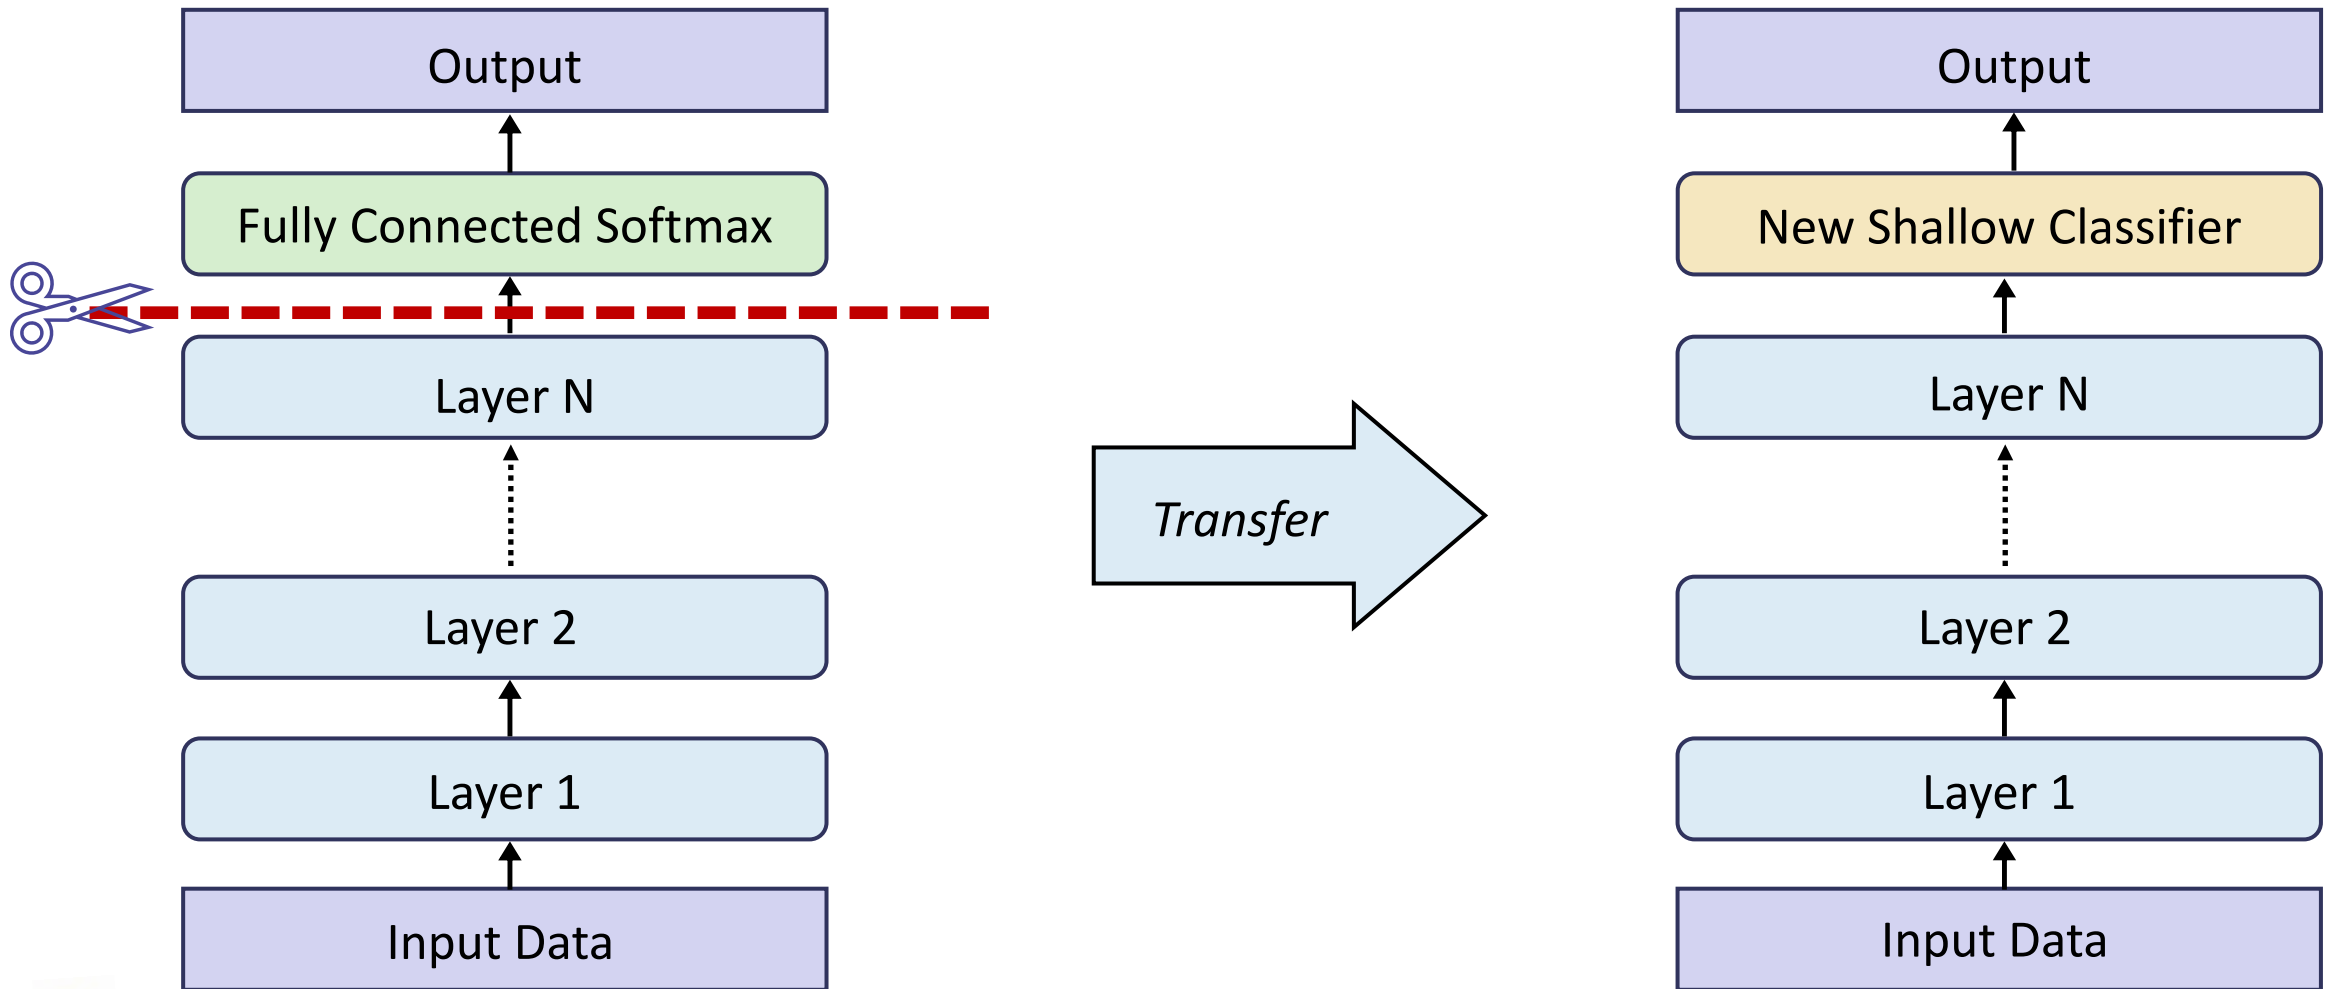 Output
Fully Connected Softmax
Layer N
Layer 2
Layer 1
Input Data
Transfer
Output
New Shallow Classifier
Layer N
Layer 2
Layer 1
Input Data